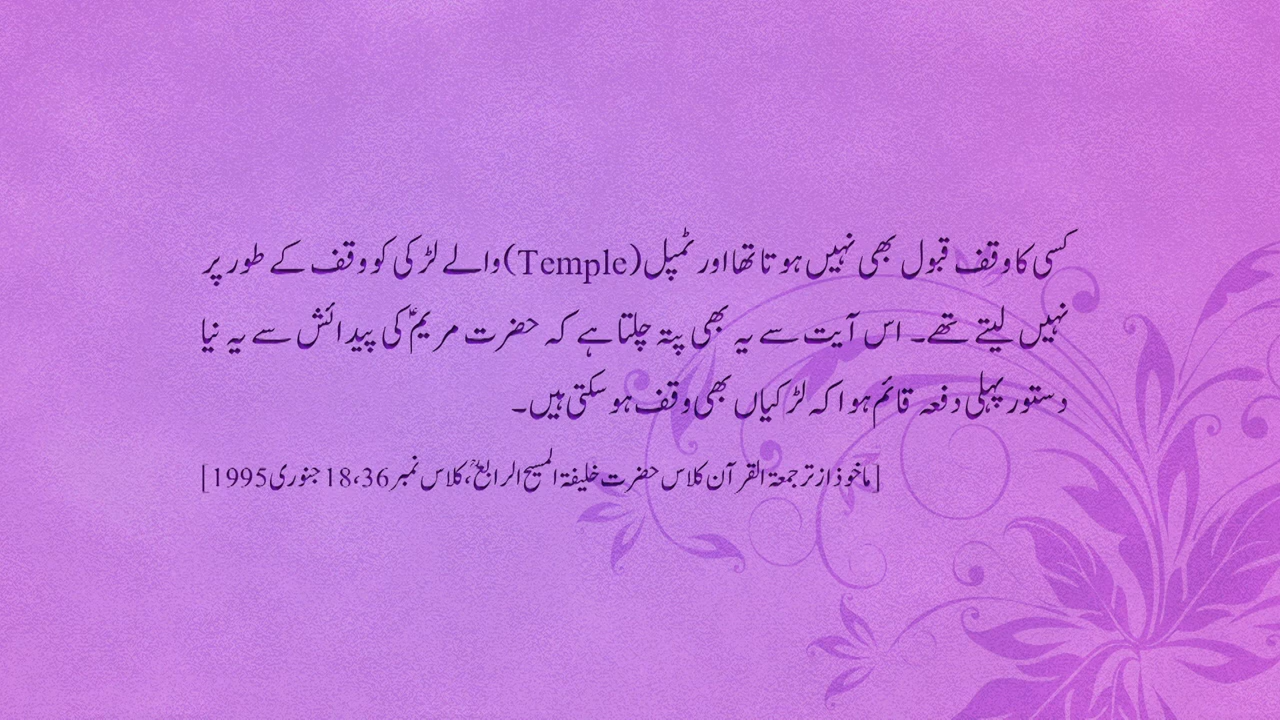 کسی کا وقف قبول بھی نہیں ہوتا تھا اور ٹمپل (Temple) والے لڑکی کو وقف کے طور پر
نہیں لیتے تھے۔ اس آیت سے یہ بھی پتہ چلتا ہے کہ حضرت مریمؑ کی پیدائش سے یہ نیا
دستور پہلی دفعہ قائم ہوا کہ لڑکیاں بھی وقف ہو سکتی ہیں۔
[ماخوذ از ترجمۃ القرآن کلاس حضرت خلیفۃ المسیح الرابعؒ، کلاس نمبر 36، 18 جنوری 1995]